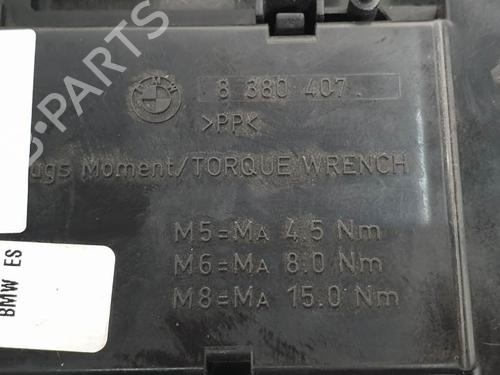 BMW
8 380 407
>PPK
ugs Moment/TORQUE WRENCH
M5=MA 4.5 Nm
M6=MA 8.0 Nm
M8=MA 15.0 Nm
BMW ES
B-PARTS